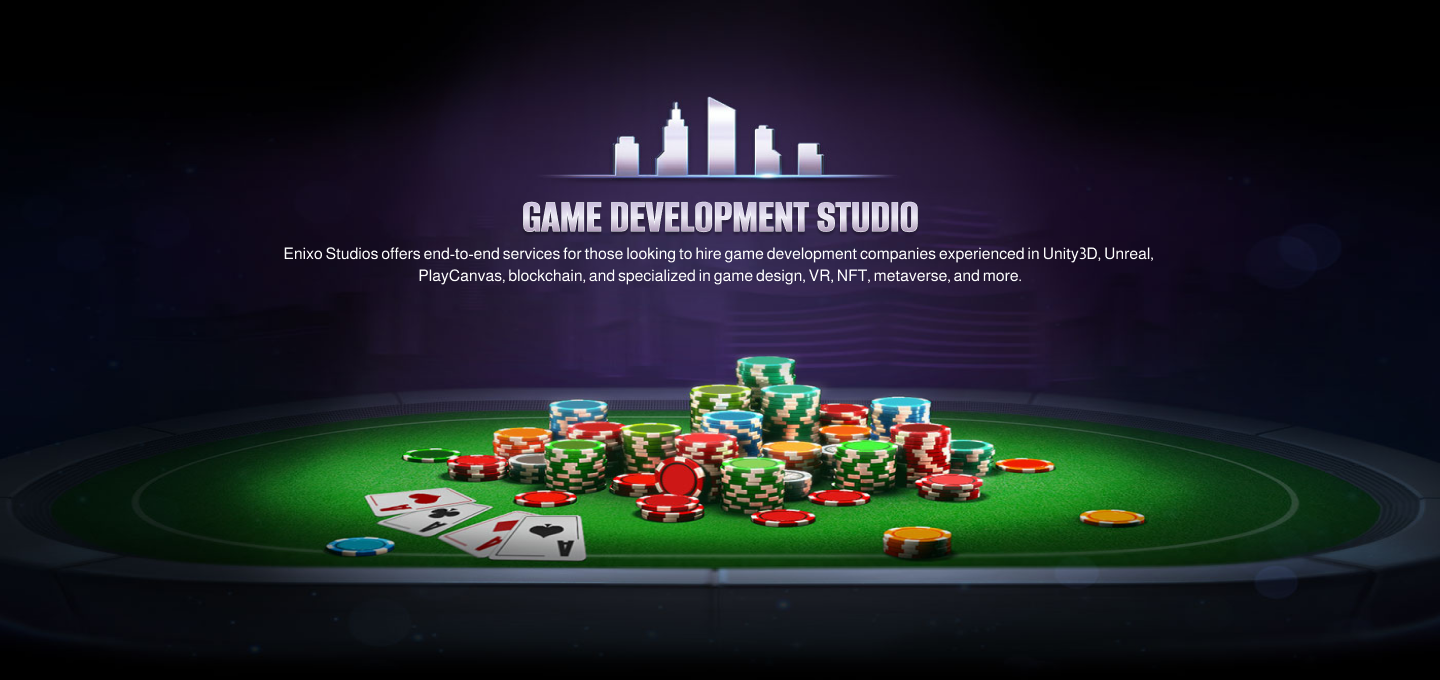 GAME DEVELOPMENT STUDIO
Enixo Studios offers end-to-end services for those looking to hire game development companies experienced in Unity3D, Unreal,
PlayCanvas, blockchain, and specialized in game design, VR, NFT, metaverse, and more.
A
A
A
A